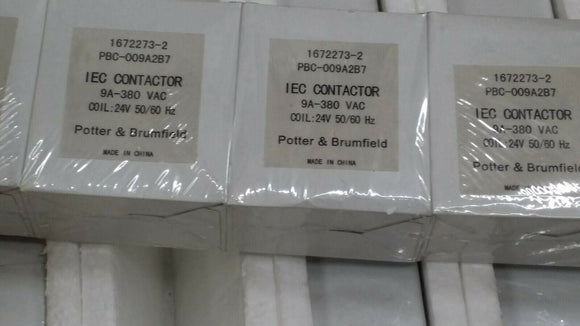 1672273-2
PBC-009A2B7
IEC CONTACTOR
9A-380 VAC
COIL:24V 50/60 Hz
Potter & Brumfield
MADE IN CHINA
1672273-2
PBC-009A2B7
IEC CONTACTOR
9A-380 VAC
COIL:24V 50/60 Hz
Potter & Brumfield
MADE IN CHINA
1672273-2
PBC-009A2B7
IEC CONTACTOR
9A-380 VAC
COIL:24V 50/60 Hz
Potter & Brumfield